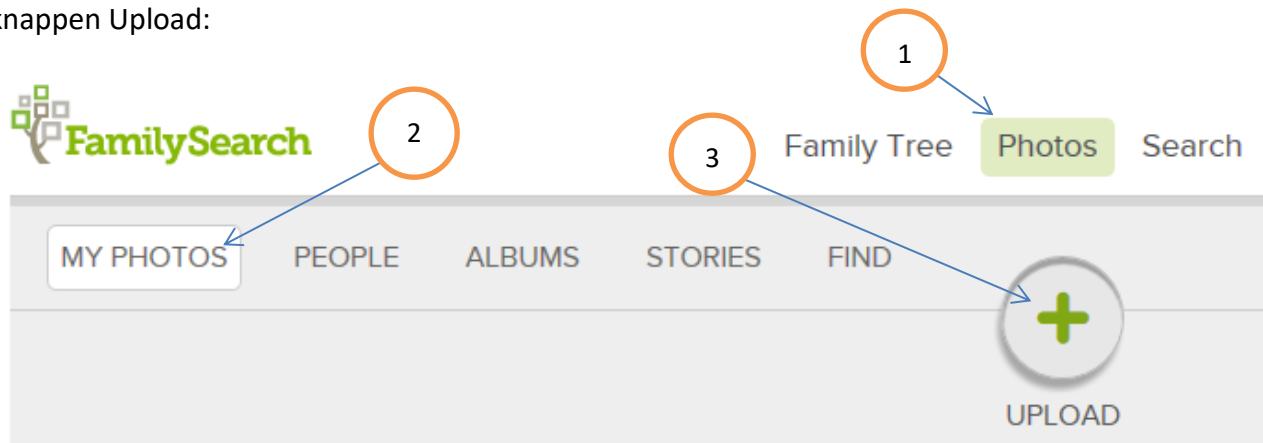 knappen Upload:
1
FamilySearch
2
3
Family Tree Photos Search
MY PHOTOS PEOPLE ALBUMS STORIES FIND
UPLOAD